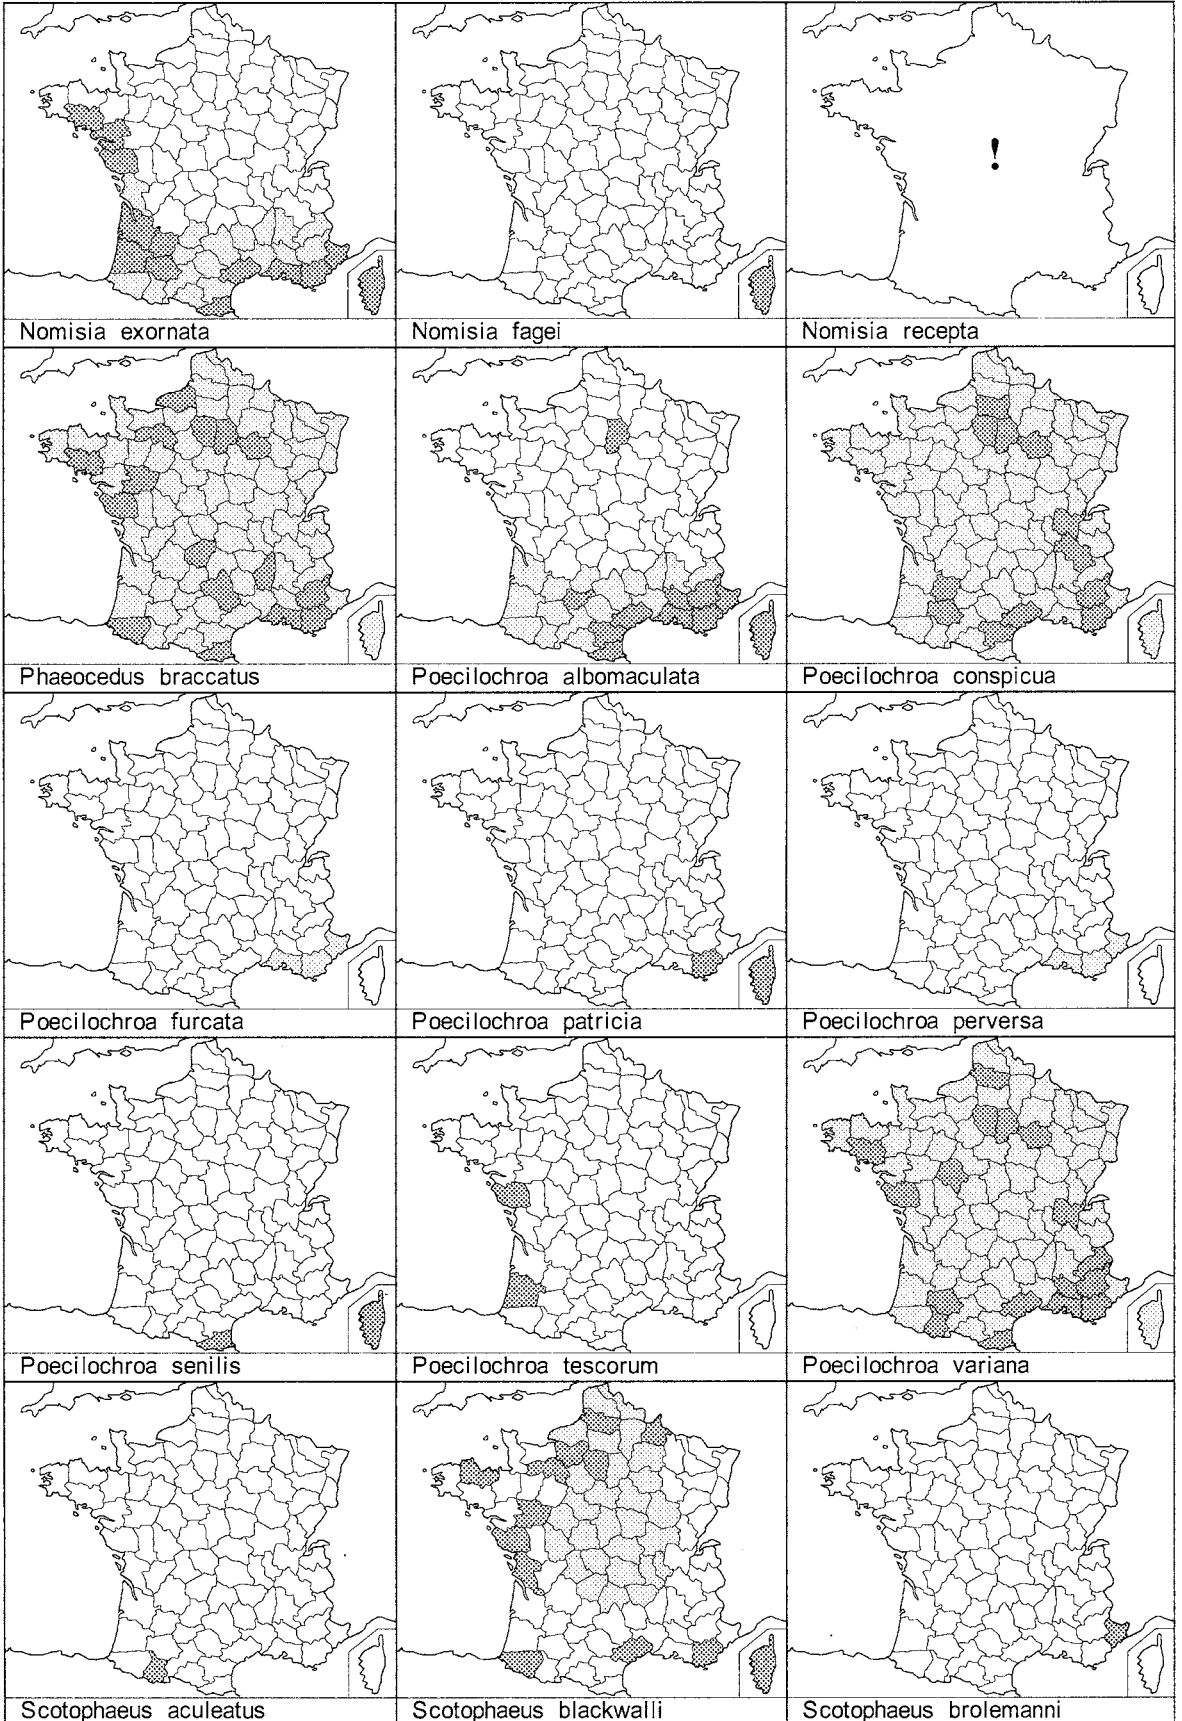 Nomisia exornata
Nomisia fagei
!
Nomisia recepta
Phaeocedus braccatus
Poecilochroa albomaculata
Poecilochroa conspicua
Poecilochroa furcata
Poecilochroa patricia
Poecilochroa perversa
Poecilochroa senilis
Poecilochroa tescorum
Poecilochroa variana
Scotophaeus aculeatus
Scotophaeus blackwalli
Scotophaeus brolemanni